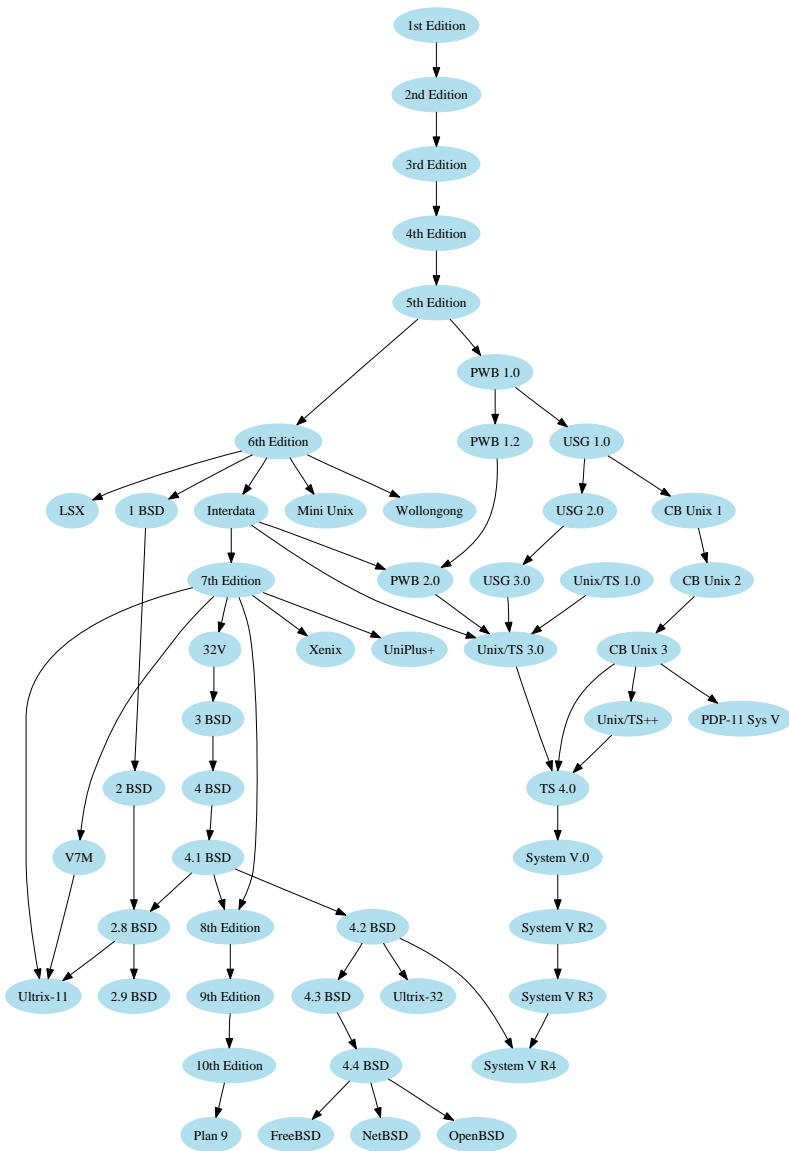 1st Edition
2nd Edition
3rd Edition
4th Edition
5th Edition
PWB 1.0
6th Edition
PWB 1.2
USG 1.0
LSX
1 BSD
Interdata
Mini Unix
Wollongong
USG 2.0
CB Unix 1
7th Edition
PWB 2.0
USG 3.0
Unix/TS 1.0
CB Unix 2
32V
Xenix
UniPlus+
Unix/TS 3.0
CB Unix 3
3 BSD
Unix/TS++
PDP-11 Sys V
2 BSD
4 BSD
TS 4.0
V7M
4.1 BSD
System V.0
2.8 BSD
8th Edition
4.2 BSD
System V R2
Ultrix-11
2.9 BSD
9th Edition
4.3 BSD
Ultrix-32
System V R3
10th Edition
4.4 BSD
System V R4
Plan 9
FreeBSD
NetBSD
OpenBSD